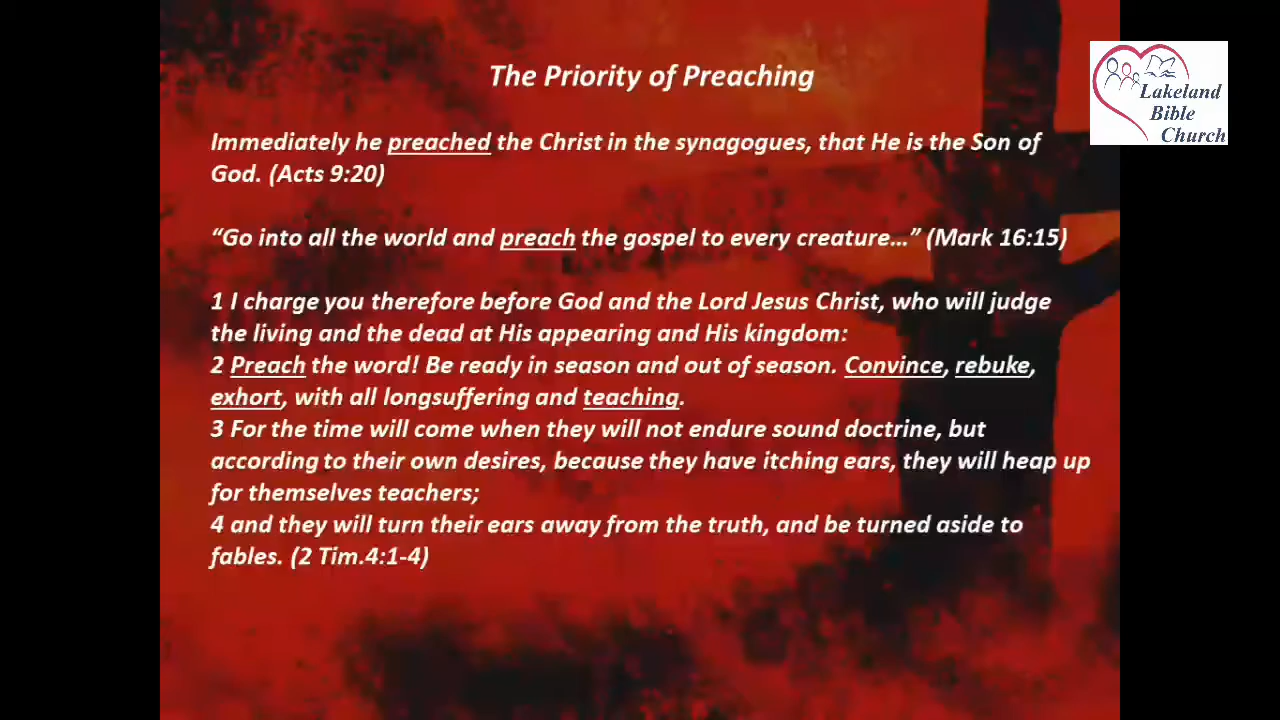 The Priority of Preaching
Lakeland
Bible
Church
Immediately he preached the Christ in the synagogues, that He is the Son of
God. (Acts 9:20)
“Go into all the world and preach the gospel to every creature…” (Mark 16:15)
1 I charge you therefore before God and the Lord Jesus Christ, who will judge
the living and the dead at His appearing and His kingdom:
2 Preach the word! Be ready in season and out of season. Convince, rebuke,
exhort, with all longsuffering and teaching.
3 For the time will come when they will not endure sound doctrine, but
according to their own desires, because they have itching ears, they will heap up
for themselves teachers;
4 and they will turn their ears away from the truth, and be turned aside to
fables. (2 Tim.4:1-4)